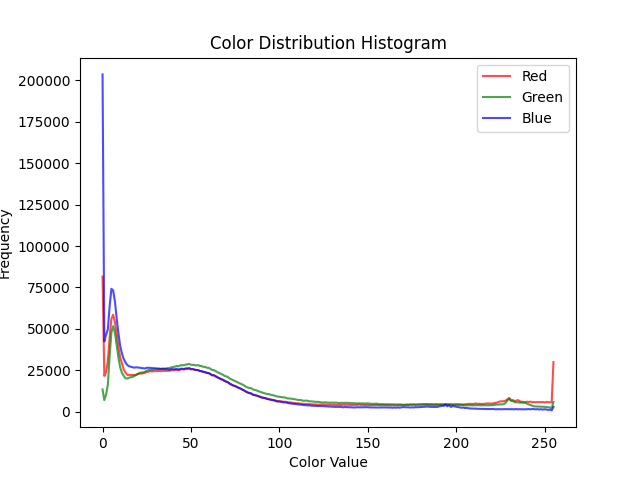 Color Distribution Histogram
Red
Green
Blue
200000
175000
150000
125000
100000
75000
50000
25000
0
Frequency
0 50 100 150 200 250
Color Value